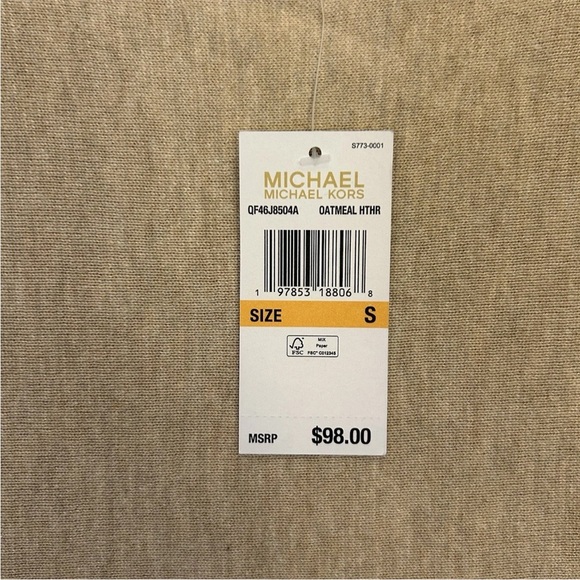 S773-0001
MICHAEL
MICHAEL KORS
QF46J8504A OATMEAL HTHR
1 97853 18806 8
SIZE S
FSC
MIX
Paper
FSC® C012345
MSRP $98.00